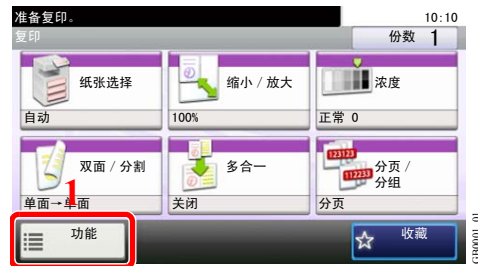 准备复印。 10:10
复印 份数 1
纸张选择 缩小 / 放大 浓度
自动 100% 正常 0
123123
112233
双面 / 分割 多合一 分页 /
分组
单面→单面 关闭 分页
1
功能 收藏
GB0001_01